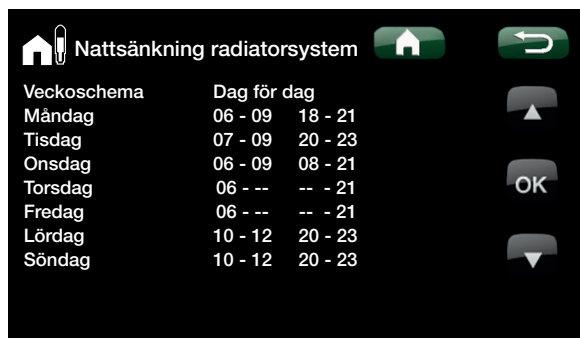 Nattsänkning radiatorsystem
Veckoschema Dag för dag
Måndag 06 - 09 18 - 21
Tisdag 07 - 09 20 - 23
Onsdag 06 - 09 08 - 21
Torsdag 06 - -- -- - 21
Fredag 06 - -- -- - 21
Lördag 10 - 12 20 - 23
Söndag 10 - 12 20 - 23
OK